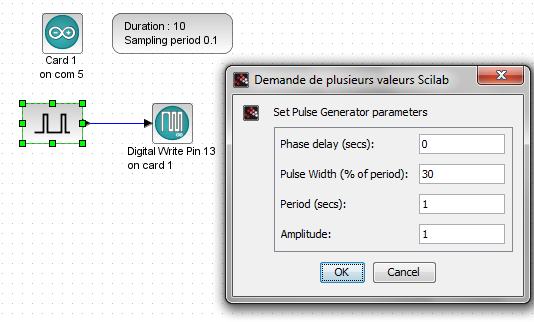 Duration : 10
Sampling period 0.1
Card 1
on com 5
Digital Write Pin 13
on card 1
Demande de plusieurs valeurs Scilab
Set Pulse Generator parameters
Phase delay (secs): 0
Pulse Width (% of period): 30
Period (secs): 1
Amplitude: 1
OK Cancel